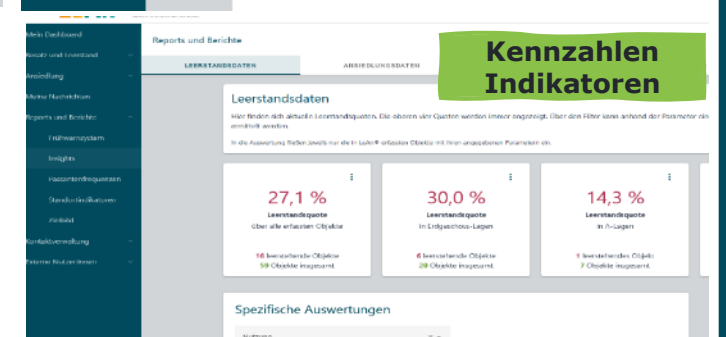 Mein Dashboard
Besatz und Leerstand
Ansiedlung
Meine Nachrichten
Reports und Berichte
Frühwarnsystem
Insights
Passantenfrequenzen
Standortindikatoren
Zielbild
Kontaktverwaltung
Externe Nutzer:innen
Reports und Berichte
LEERSTANDSDATEN
ANSIEDLUNGSDATEN
Kennzahlen
Indikatoren
Leerstandsdaten
Hier finden sich aktuelle Leerstandsquoten. Die oberen vier Quoten werden immer angezeigt. Über den Filter kann anhand der Parameter
ermittelt werden.
In die Auswertung fließen jeweils nur die in LeAn® erfassten Objekte mit ihren angegebenen Parametern ein.
27,1 %
Leerstandsquote
über alle erfassten Objekte
16 leerstehende Objekte
59 Objekte insgesamt
30,0 %
Leerstandsquote
in Erdgeschoss-Lagen
6 leerstehende Objekte
20 Objekte insgesamt
14,3 %
Leerstandsquote
in A-Lagen
1 leerstehendes Objekt
7 Objekte insgesamt
Spezifische Auswertungen